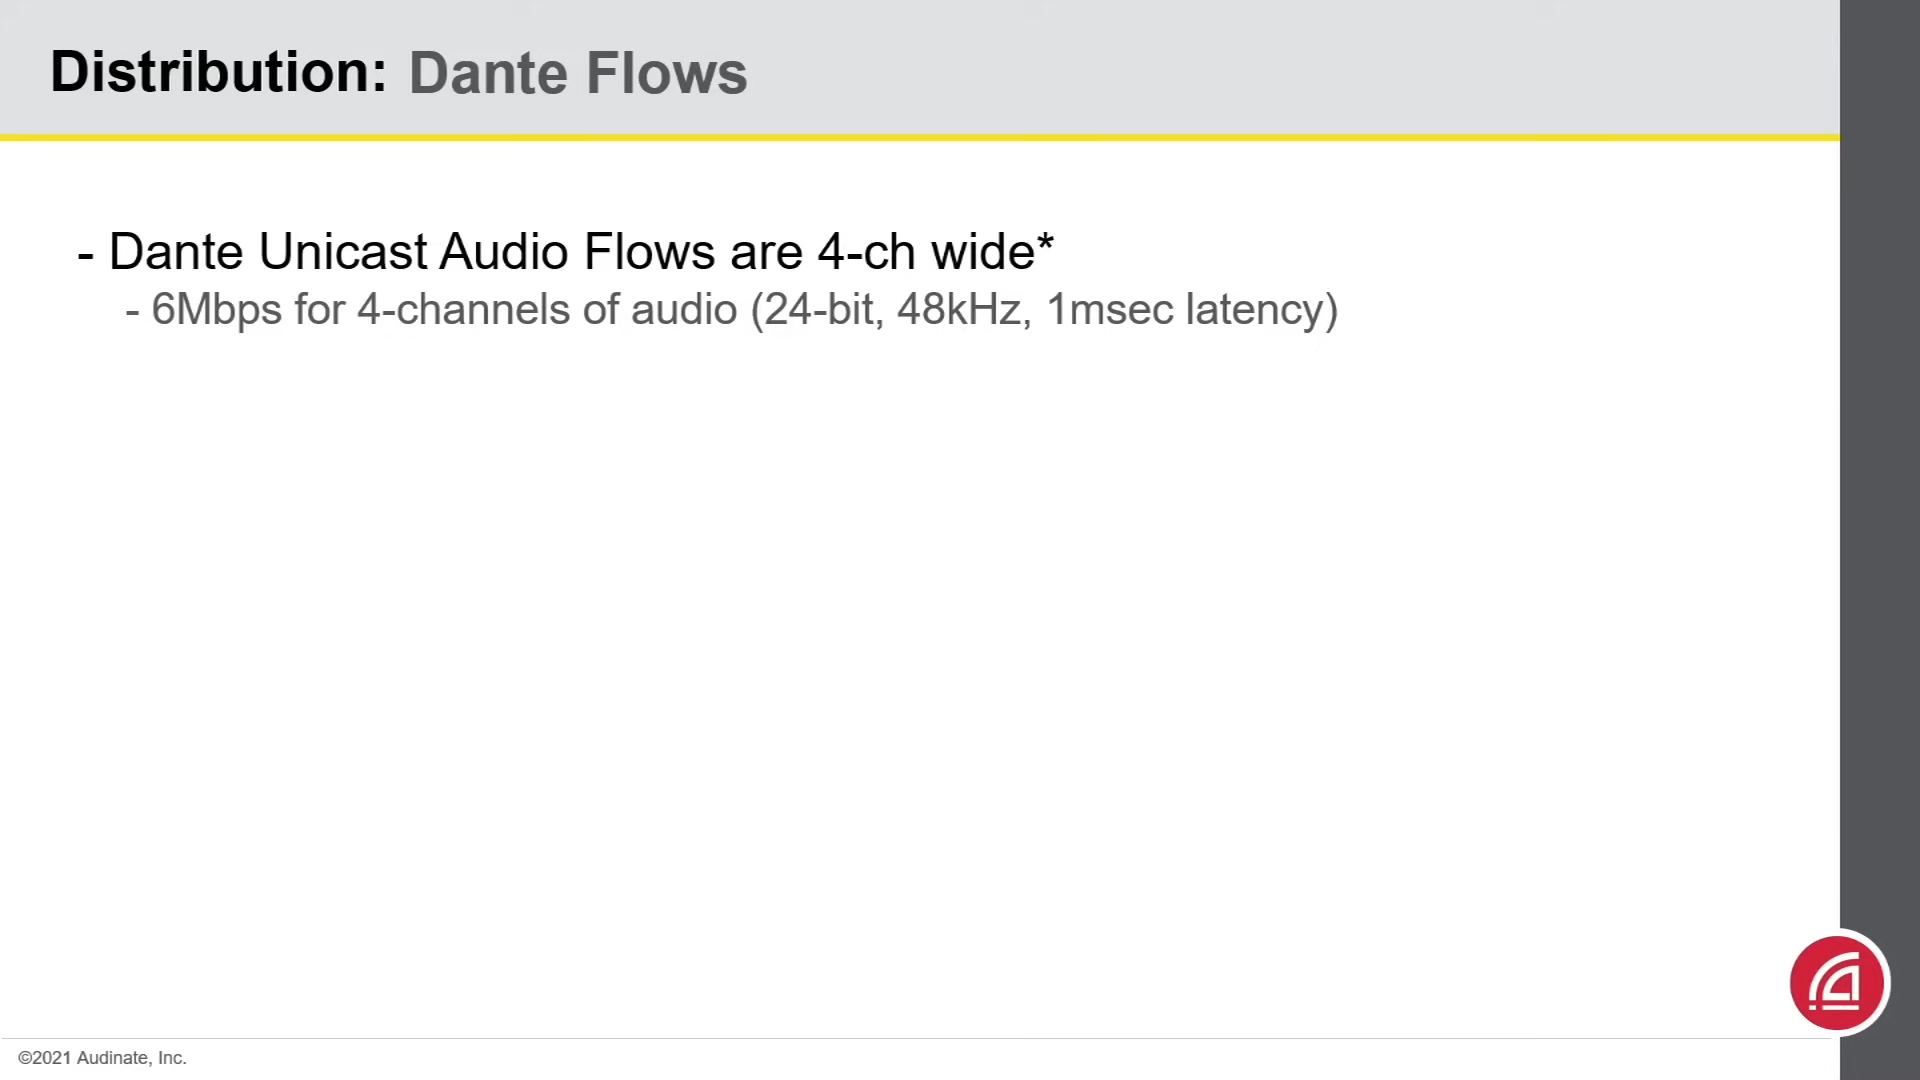 Distribution: Dante Flows
- Dante Unicast Audio Flows are 4-ch wide*
- 6Mbps for 4-channels of audio (24-bit, 48kHz, 1msec latency)
©2021 Audinate, Inc.